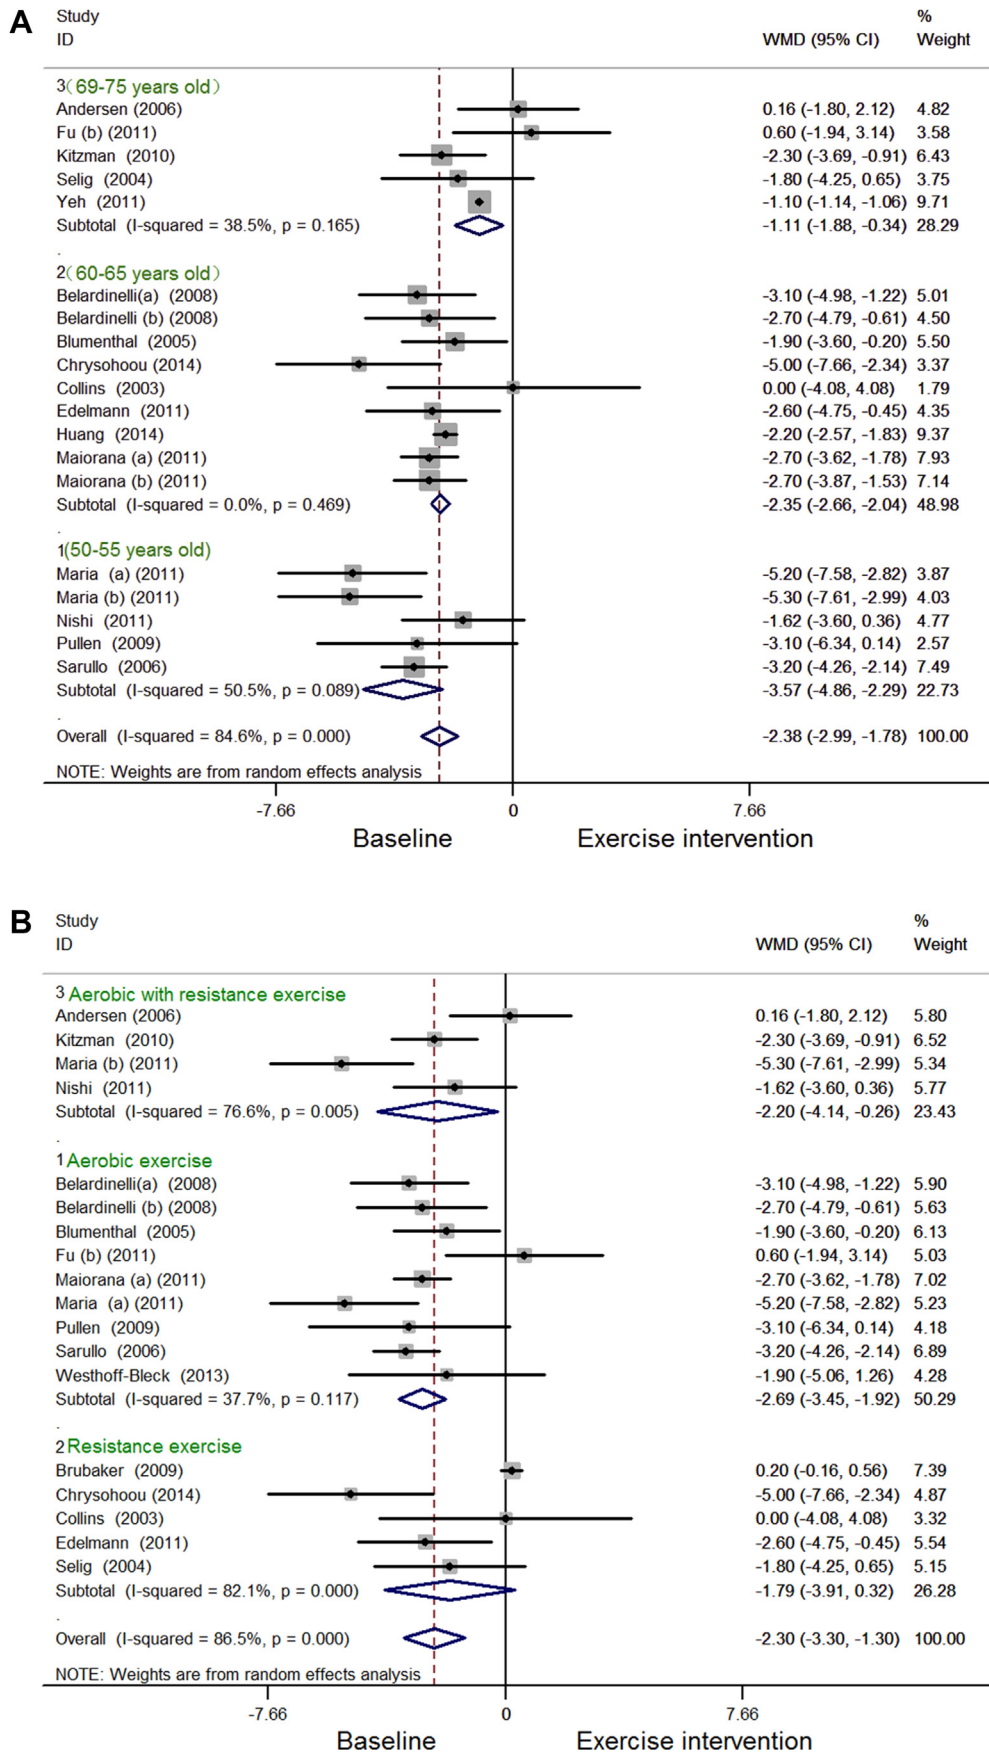 A
Study %
ID WMD (95% CI) Weight
3（69-75 years old）
Andersen (2006) 0.16 (-1.80, 2.12) 4.82
Fu (b) (2011) 0.60 (-1.94, 3.14) 3.58
Kitzman (2010) -2.30 (-3.69, -0.91) 6.43
Selig (2004) -1.80 (-4.25, 0.65) 3.75
Yeh (2011) -1.10 (-1.14, -1.06) 9.71
Subtotal (I-squared = 38.5%, p = 0.165) -1.11 (-1.88, -0.34) 28.29
.
2（60-65 years old）
Belardinelli(a) (2008) -3.10 (-4.98, -1.22) 5.01
Belardinelli (b) (2008) -2.70 (-4.79, -0.61) 4.50
Blumenthal (2005) -1.90 (-3.60, -0.20) 5.50
Chrysohoou (2014) -5.00 (-7.66, -2.34) 3.37
Collins (2003) 0.00 (-4.08, 4.08) 1.79
Edelmann (2011) -2.60 (-4.75, -0.45) 4.35
Huang (2014) -2.20 (-2.57, -1.83) 9.37
Maiorana (a) (2011) -2.70 (-3.62, -1.78) 7.93
Maiorana (b) (2011) -2.70 (-3.87, -1.53) 7.14
Subtotal (I-squared = 0.0%, p = 0.469) -2.35 (-2.66, -2.04) 48.98
.
1(50-55 years old)
Maria (a) (2011) -5.20 (-7.58, -2.82) 3.87
Maria (b) (2011) -5.30 (-7.61, -2.99) 4.03
Nishi (2011) -1.62 (-3.60, 0.36) 4.77
Pullen (2009) -3.10 (-6.34, 0.14) 2.57
Sarullo (2006) -3.20 (-4.26, -2.14) 7.49
Subtotal (I-squared = 50.5%, p = 0.089) -3.57 (-4.86, -2.29) 22.73
.
Overall (I-squared = 84.6%, p = 0.000) -2.38 (-2.99, -1.78) 100.00
NOTE: Weights are from random effects analysis
-7.66 0 7.66
Baseline Exercise intervention
B
Study %
ID WMD (95% CI) Weight
3 Aerobic with resistance exercise
Andersen (2006) 0.16 (-1.80, 2.12) 5.80
Kitzman (2010) -2.30 (-3.69, -0.91) 6.52
Maria (b) (2011) -5.30 (-7.61, -2.99) 5.34
Nishi (2011) -1.62 (-3.60, 0.36) 5.77
Subtotal (I-squared = 76.6%, p = 0.005) -2.20 (-4.14, -0.26) 23.43
.
1 Aerobic exercise
Belardinelli(a) (2008) -3.10 (-4.98, -1.22) 5.90
Belardinelli (b) (2008) -2.70 (-4.79, -0.61) 5.63
Blumenthal (2005) -1.90 (-3.60, -0.20) 6.13
Fu (b) (2011) 0.60 (-1.94, 3.14) 5.03
Maiorana (a) (2011) -2.70 (-3.62, -1.78) 7.02
Maria (a) (2011) -5.20 (-7.58, -2.82) 5.23
Pullen (2009) -3.10 (-6.34, 0.14) 4.18
Sarullo (2006) -3.20 (-4.26, -2.14) 6.89
Westhoff-Bleck (2013) -1.90 (-5.06, 1.26) 4.28
Subtotal (I-squared = 37.7%, p = 0.117) -2.69 (-3.45, -1.92) 50.29
.
2 Resistance exercise
Brubaker (2009) 0.20 (-0.16, 0.56) 7.39
Chrysohoou (2014) -5.00 (-7.66, -2.34) 4.87
Collins (2003) 0.00 (-4.08, 4.08) 3.32
Edelmann (2011) -2.60 (-4.75, -0.45) 5.54
Selig (2004) -1.80 (-4.25, 0.65) 5.15
Subtotal (I-squared = 82.1%, p = 0.000) -1.79 (-3.91, 0.32) 26.28
.
Overall (I-squared = 86.5%, p = 0.000) -2.30 (-3.30, -1.30) 100.00
NOTE: Weights are from random effects analysis
-7.66 0 7.66
Baseline Exercise intervention